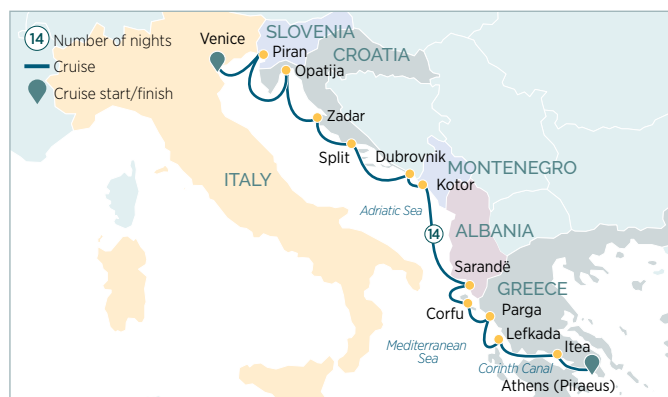 14 Number of nights
Cruise
Cruise start/finish
Venice
SLOVENIA
Piran
CROATIA
Opatija
Zadar
Split
Dubrovnik
MONTENEGRO
Kotor
ITALY
Adriatic Sea
14
ALBANIA
Sarandë
GREECE
Corfu
Parga
Lefkada
Mediterranean
Sea
Itea
Corinth Canal
Athens (Piraeus)